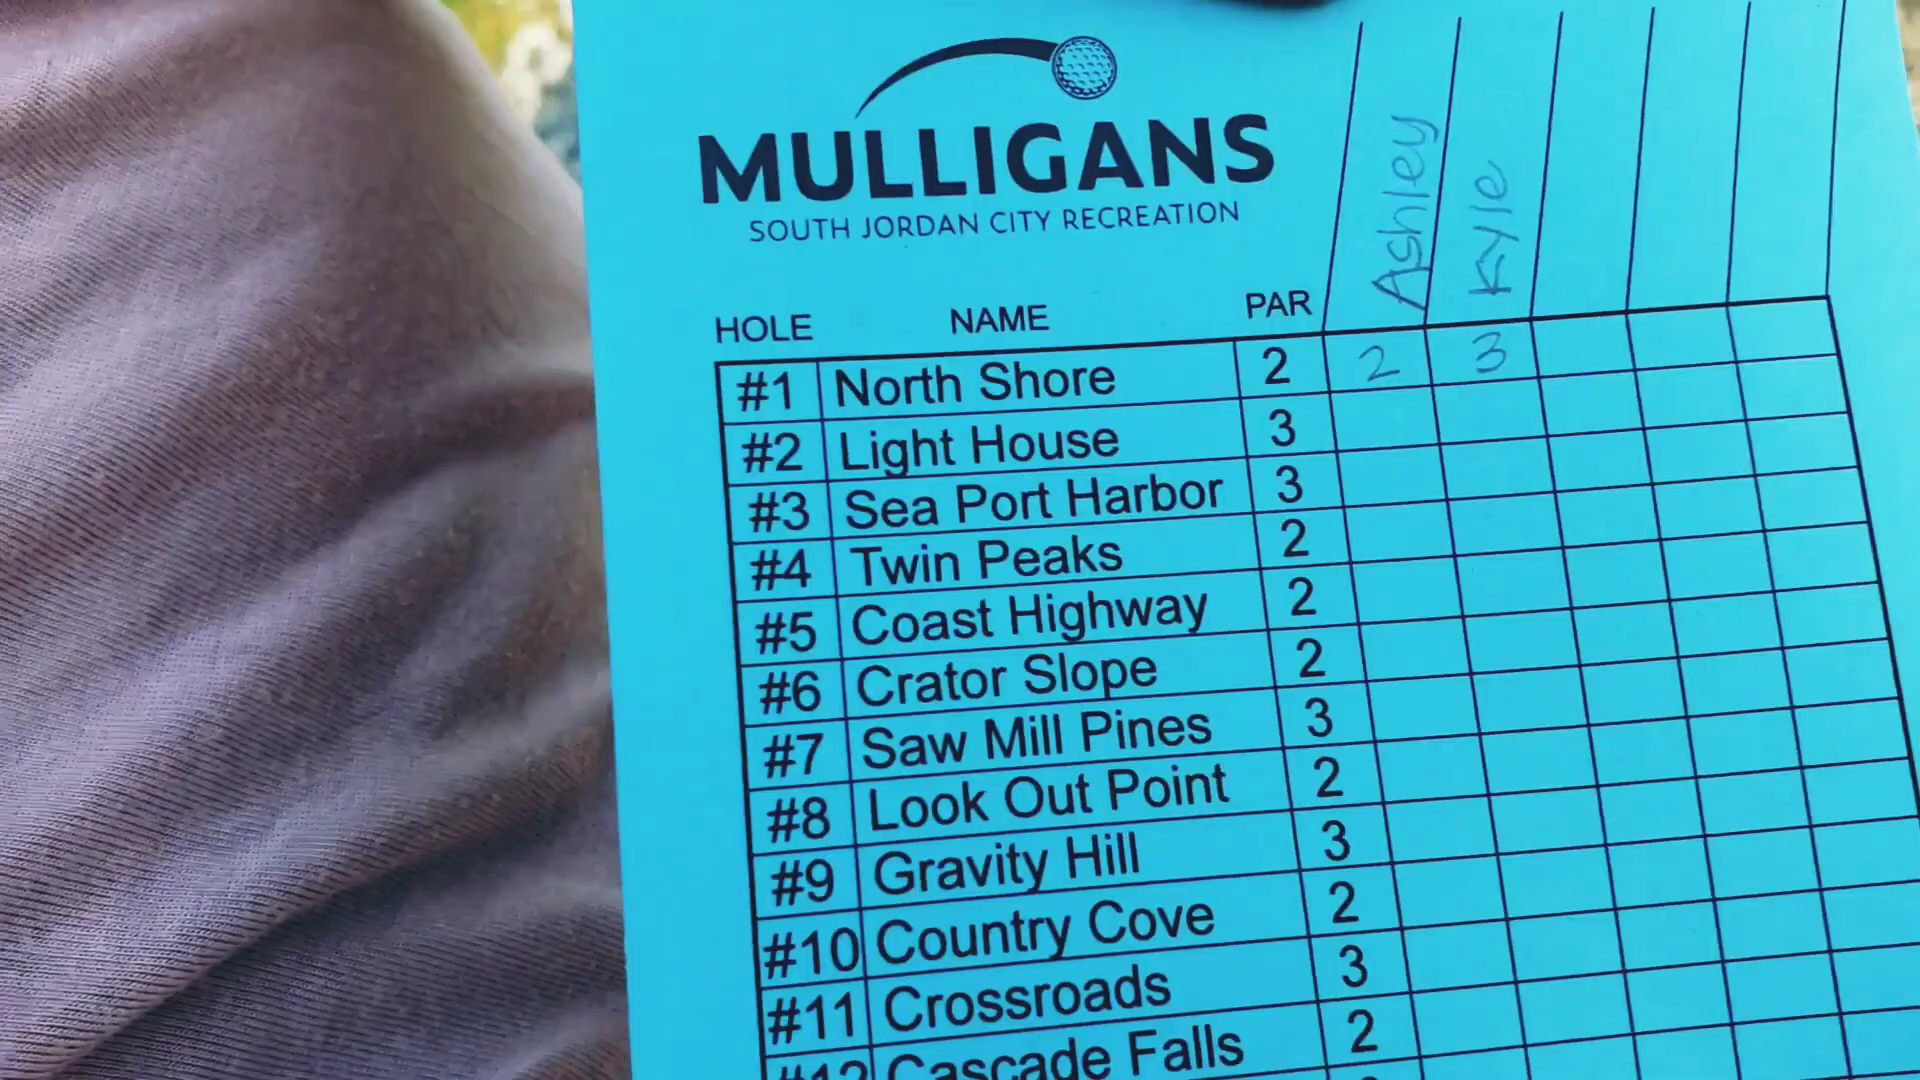 MULLIGANS
SOUTH JORDAN CITY RECREATION
HOLE NAME PAR Ashley Kyle
#1 North Shore 2 2 3
#2 Light House 3
#3 Sea Port Harbor 3
#4 Twin Peaks 2
#5 Coast Highway 2
#6 Crator Slope 2
#7 Saw Mill Pines 3
#8 Look Out Point 2
#9 Gravity Hill 3
#10 Country Cove 2
#11 Crossroads 3
#12 Cascade Falls 2